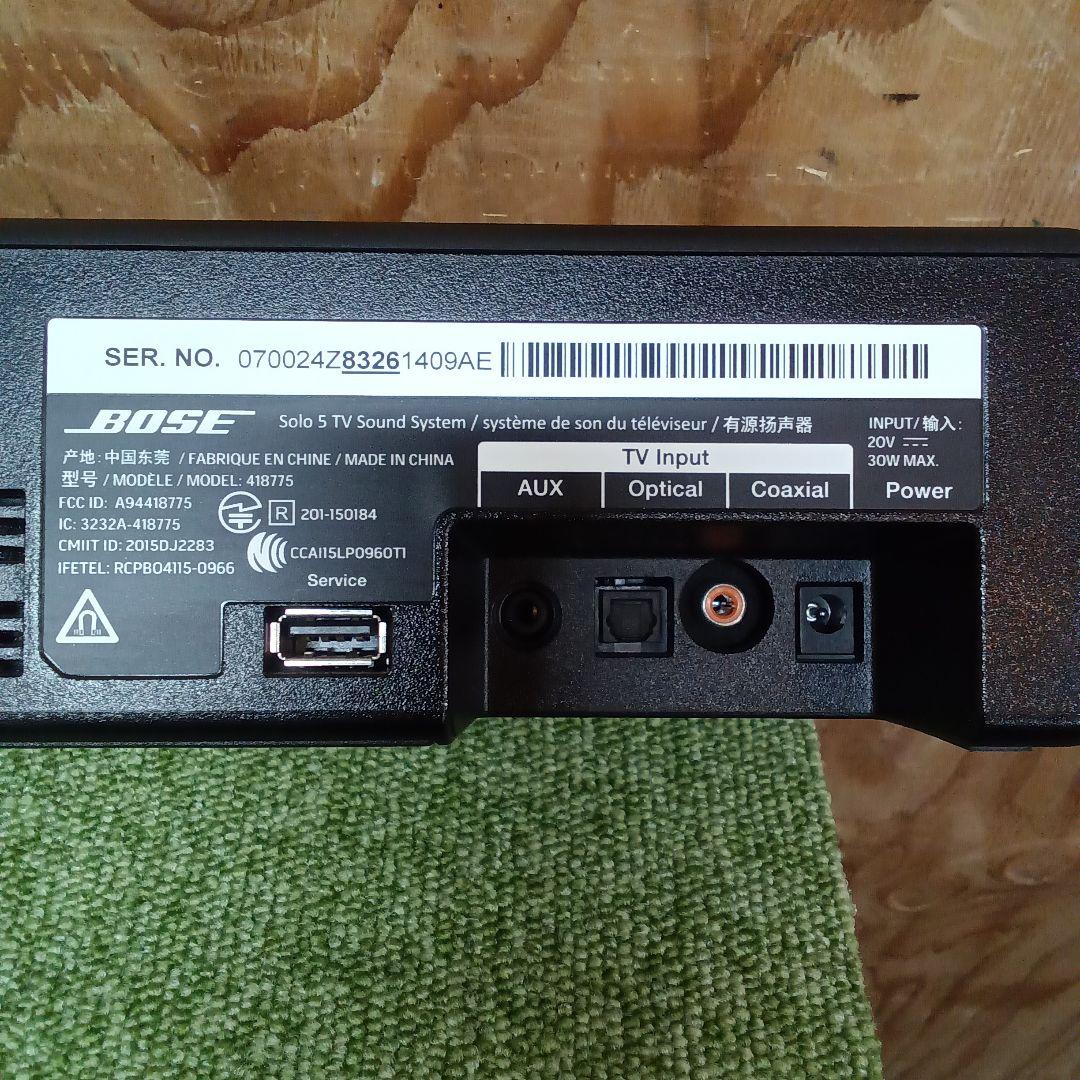 SER. NO. 070024Z83261409AE
BOSE Solo 5 TV Sound System / système de son du téléviseur / 有源扬声器
产地: 中国东莞 / FABRIQUE EN CHINE / MADE IN CHINA
型号 / MODÈLE / MODEL: 418775
FCC ID: A94418775
IC: 3232A-418775
CMIIT ID: 2015DJ2283
IFETEL: RCPBO4115-0966
R 201-150184
CCAI15LP0960T1
Service
TV Input
AUX Optical Coaxial
INPUT/ 输入:
20V
30W MAX.
Power